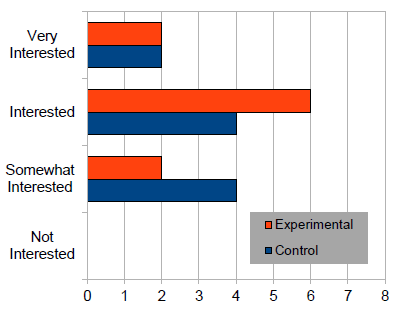 Very
Interested
Interested
Somewhat
Interested
Not
Interested
Experimental
Control
0 1 2 3 4 5 6 7 8